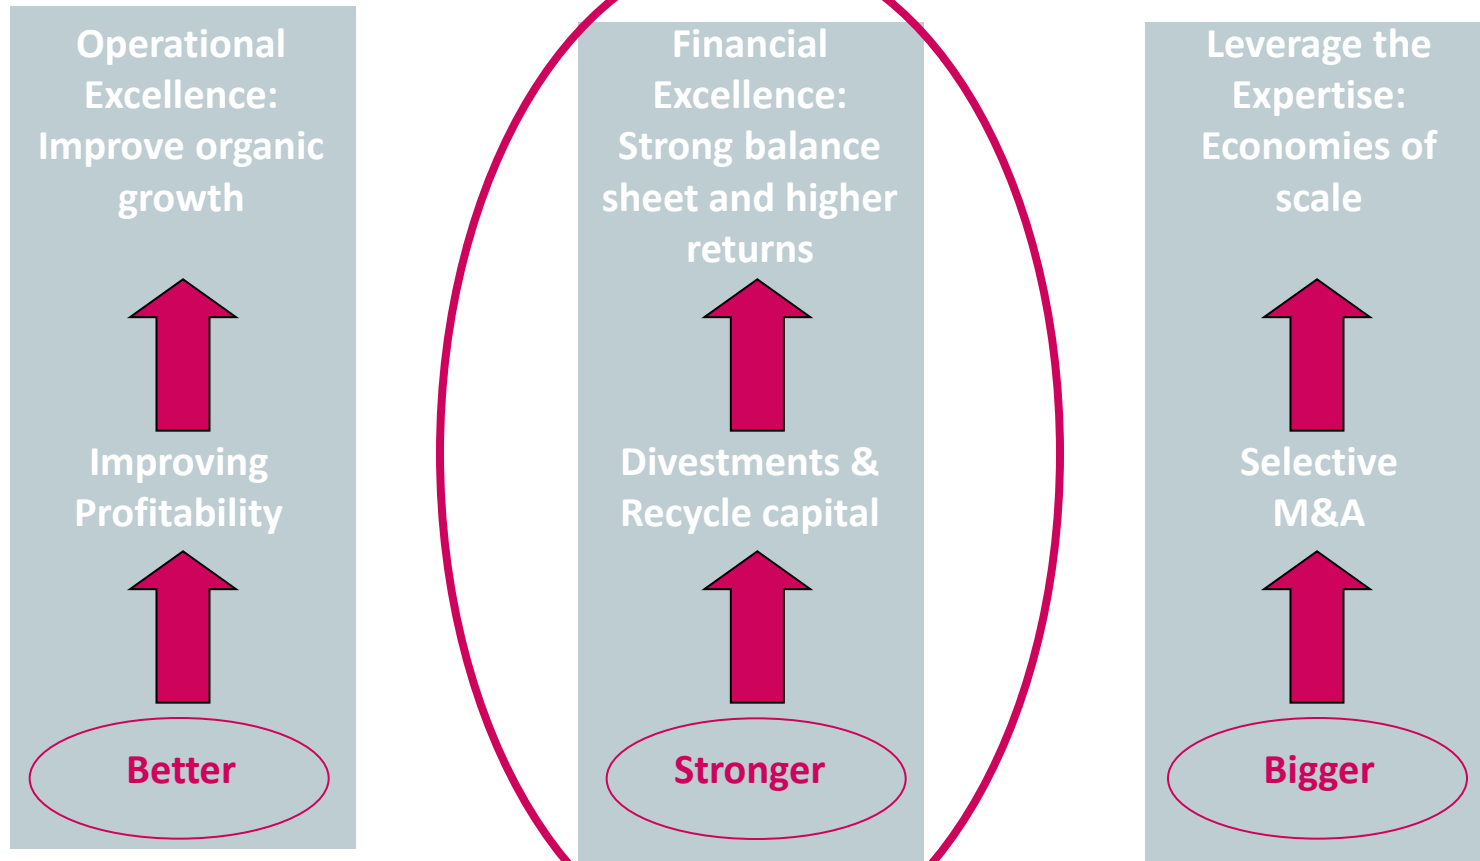 Operational
Excellence:
Improve organic
growth
Improving
Profitability
Better
Financial
Excellence:
Strong balance
sheet and higher
returns
Divestments &
Recycle capital
Stronger
Leverage the
Expertise:
Economies of
scale
Selective
M&A
Bigger